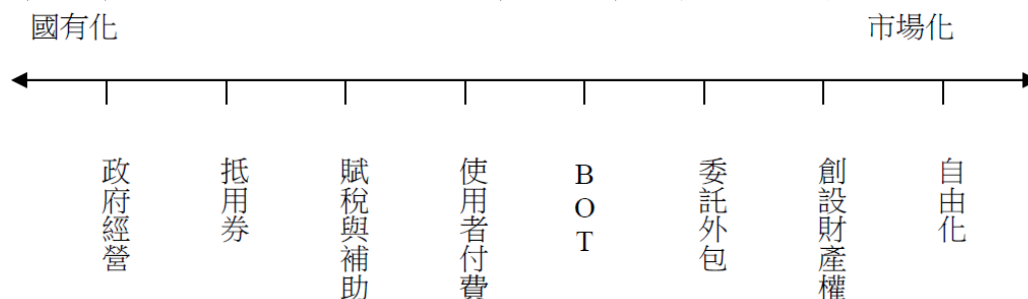 國有化
市場化
政府經營
抵用券
賦稅與補助
使用者付費
BOT
委託外包
創設財產權
自由化